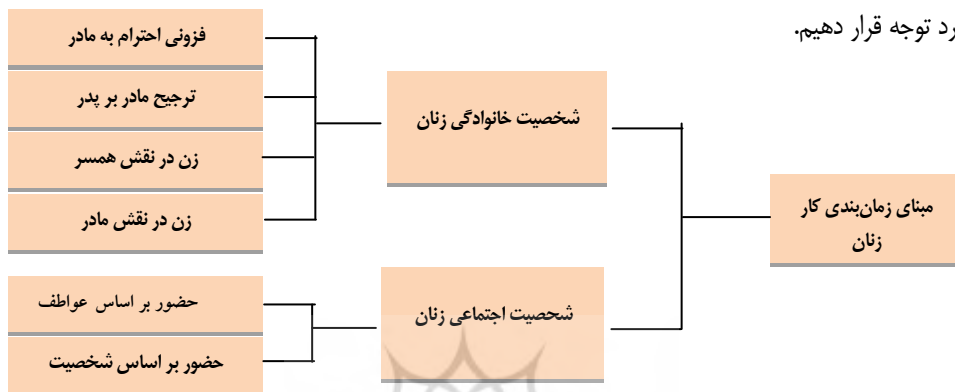 رد توجه قرار دهیم.
مبنای زمان‌بندی کار
زنان
شخصیت خانوادگی زنان
فزونی احترام به مادر
ترجیح مادر بر پدر
زن در نقش همسر
زن در نقش مادر
شحصیت اجتماعی زنان
حضور بر اساس عواطف
حضور بر اساس شخصیت